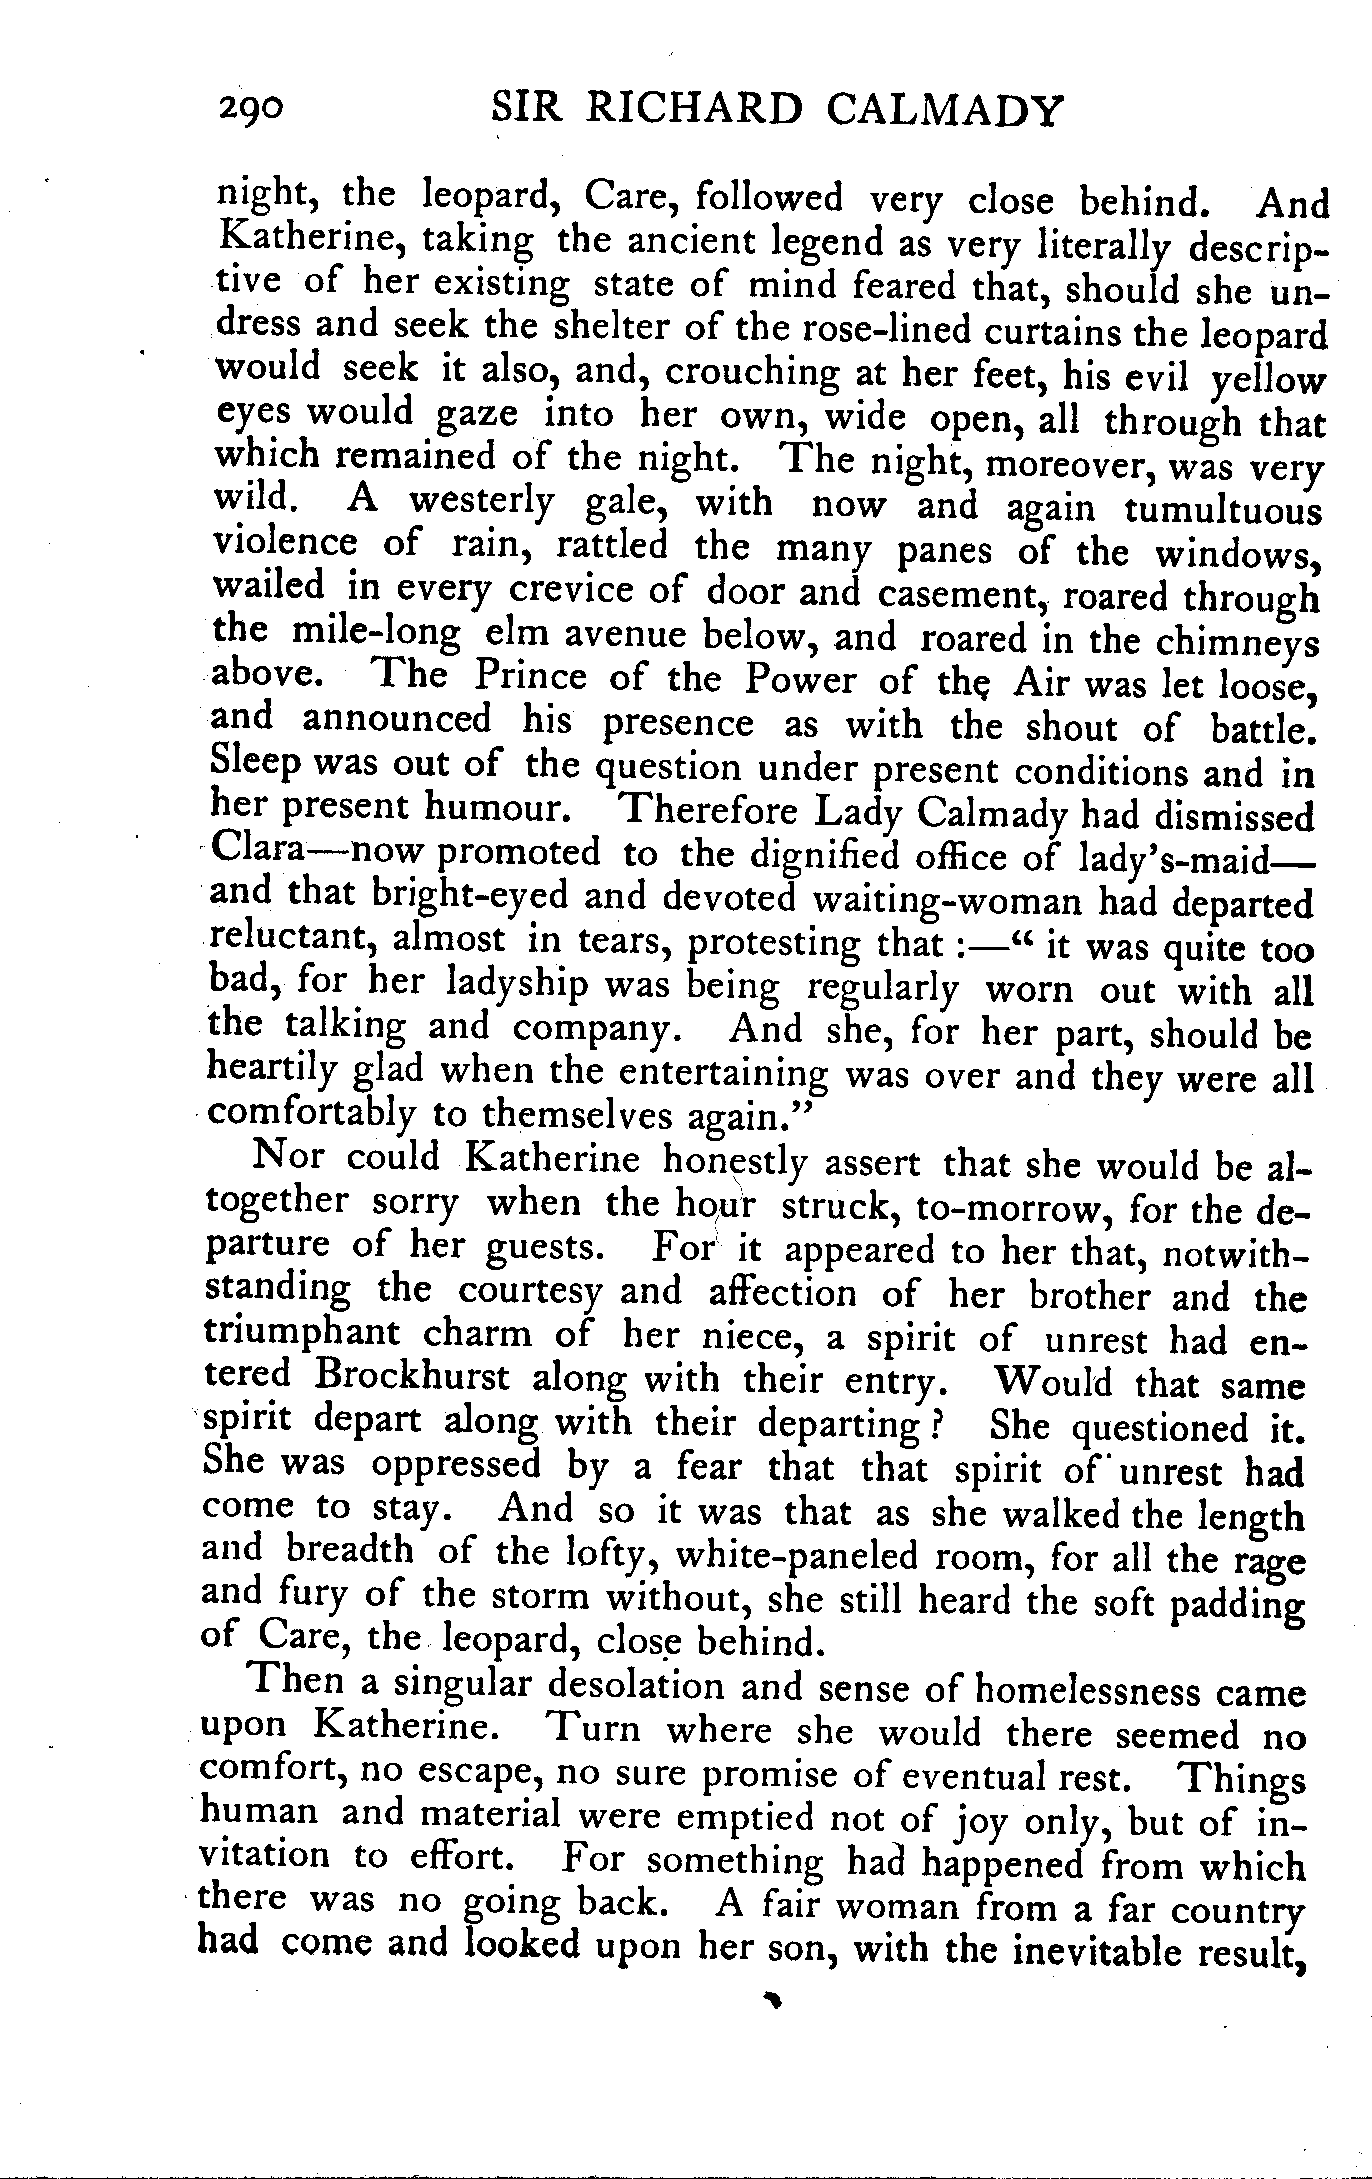 290 SIR RICHARD CALMADY
night, the leopard, Care, followed very close behind. And
Katherine, taking the ancient legend as very literally descrip-
tive of her existing state of mind feared that, should she un-
dress and seek the shelter of the rose-lined curtains the leopard
would seek it also, and, crouching at her feet, his evil yellow
eyes would gaze into her own, wide open, all through that
which remained of the night. The night, moreover, was very
wild. A westerly gale, with now and again tumultuous
violence of rain, rattled the many panes of the windows,
wailed in every crevice of door and casement, roared through
the mile-long elm avenue below, and roared in the chimneys
above. The Prince of the Power of the Air was let loose,
and announced his presence as with the shout of battle.
Sleep was out of the question under present conditions and in
her present humour. Therefore Lady Calmady had dismissed
Clara—now promoted to the dignified office of lady's-maid—
and that bright-eyed and devoted waiting-woman had departed
reluctant, almost in tears, protesting that :—“ it was quite too
bad, for her ladyship was being regularly worn out with all
the talking and company. And she, for her part, should be
heartily glad when the entertaining was over and they were all
comfortably to themselves again.”
Nor could Katherine honestly assert that she would be al-
together sorry when the hour struck, to-morrow, for the de-
parture of her guests. For it appeared to her that, notwith-
standing the courtesy and affection of her brother and the
triumphant charm of her niece, a spirit of unrest had en-
tered Brockhurst along with their entry. Would that same
spirit depart along with their departing ? She questioned it.
She was oppressed by a fear that that spirit of unrest had
come to stay. And so it was that as she walked the length
and breadth of the lofty, white-paneled room, for all the rage
and fury of the storm without, she still heard the soft padding
of Care, the leopard, close behind.
Then a singular desolation and sense of homelessness came
upon Katherine. Turn where she would there seemed no
comfort, no escape, no sure promise of eventual rest. Things
human and material were emptied not of joy only, but of in-
vitation to effort. For something had happened from which
there was no going back. A fair woman from a far country
had come and looked upon her son, with the inevitable result,